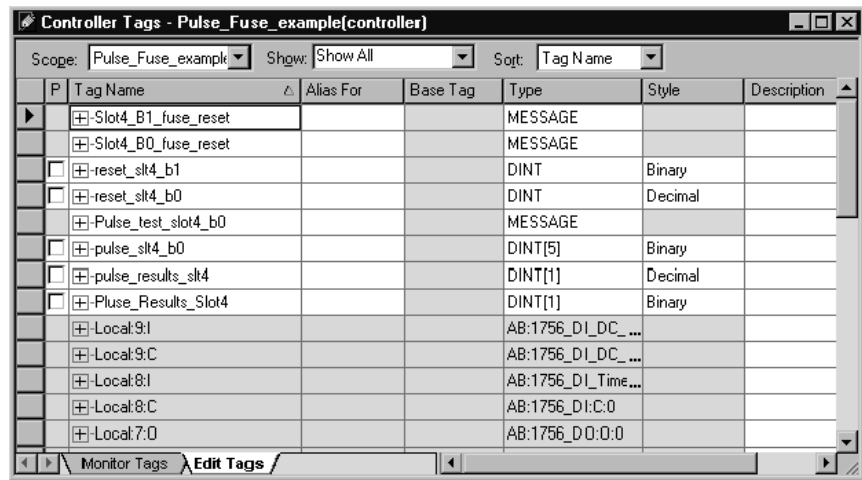 Controller Tags - Pulse_Fuse_example(controller)
Scope: Pulse_Fuse_example Show: Show All Sort: Tag Name
P Tag Name Alias For Base Tag Type Style Description
Slot4_B1_fuse_reset MESSAGE
Slot4_B0_fuse_reset MESSAGE
reset_slt4_b1 DINT Binary
reset_slt4_b0 DINT Decimal
Pulse_test_slot4_b0 MESSAGE
pulse_slt4_b0 DINT[5] Binary
pulse_results_slt4 DINT[1] Decimal
Pluse_Results_Slot4 DINT[1] Binary
Local:9:I AB:1756_DI_DC_...
Local:9:C AB:1756_DI_DC_...
Local:8:I AB:1756_DI_Time...
Local:8:C AB:1756_DI:C:0
Local:7:O AB:1756_DO:O:0
Monitor Tags Edit Tags